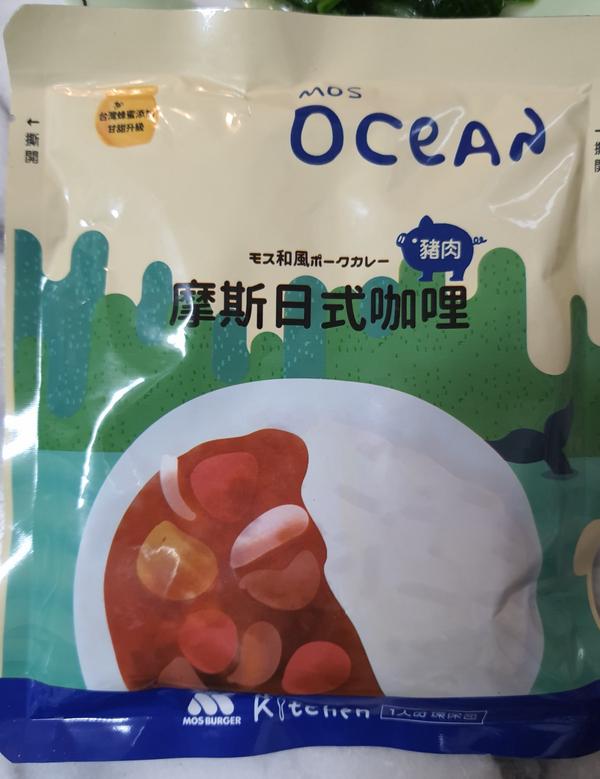 MOS
OCEAN
台灣蜂蜜添加
甘甜升級
撕開
豬肉
モス和風ポークカレー
摩斯日式咖哩
MOS BURGER
Kitchen